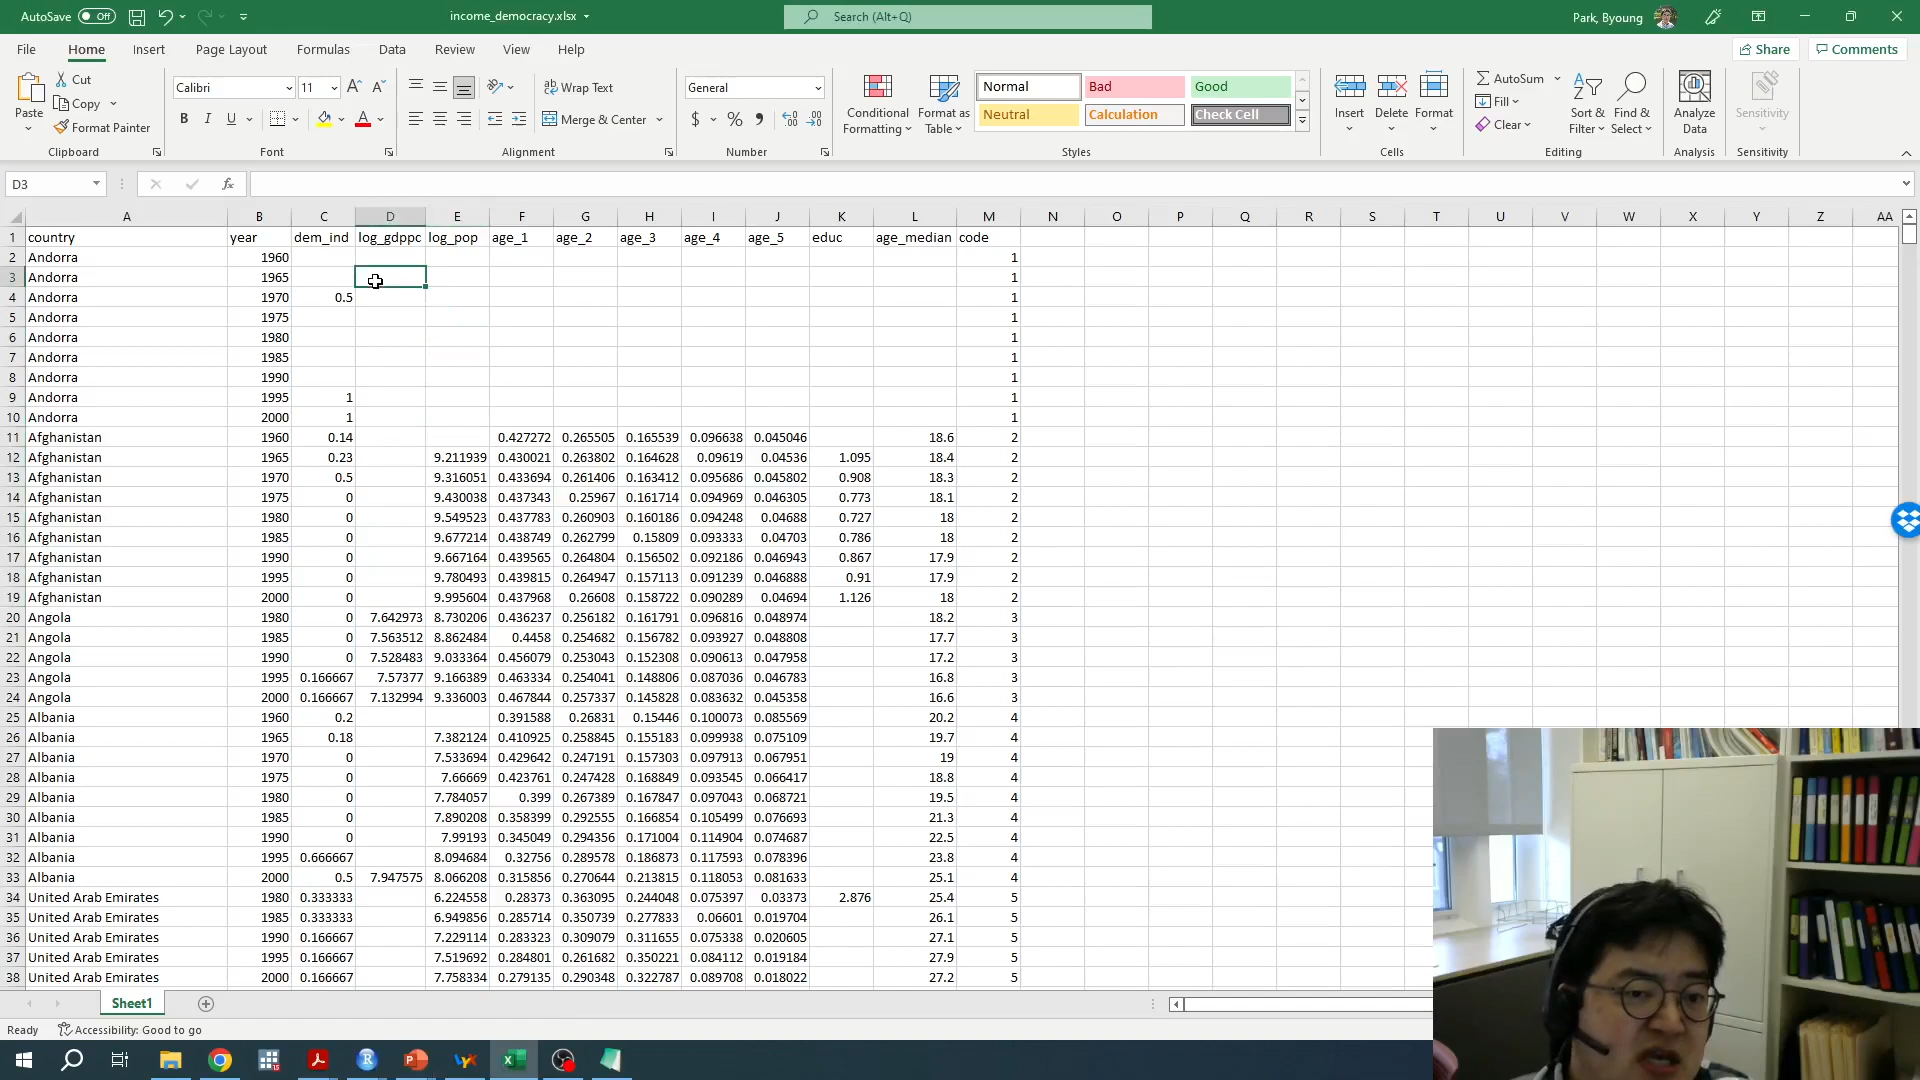 AutoSave Off income_democracy.xlsx Search (Alt+Q) Park, Byoung
File Home Insert Page Layout Formulas Data Review View Help Share Comments
Paste Cut Copy Format Painter Clipboard
Calibri 11 B I U A Font
Wrap Text Merge & Center Alignment
General $ % Number
Conditional Formatting Format as Table Normal Bad Good Neutral Calculation Check Cell Styles
Insert Delete Format Cells
AutoSum Fill Clear Sort & Filter Find & Select Editing
Analyze Data Analysis
Sensitivity Sensitivity
D3 fx
A B C D E F G H I J K L M N O P Q R S T U V W X Y Z AA
1 country year dem_ind log_gdppc log_pop age_1 age_2 age_3 age_4 age_5 educ age_median code
2 Andorra 1960 1
3 Andorra 1965 1
4 Andorra 1970 0.5 1
5 Andorra 1975 1
6 Andorra 1980 1
7 Andorra 1985 1
8 Andorra 1990 1
9 Andorra 1995 1 1
10 Andorra 2000 1 1
11 Afghanistan 1960 0.14 0.427272 0.265505 0.165539 0.096638 0.045046 18.6 2
12 Afghanistan 1965 0.23 9.211939 0.430021 0.263802 0.164628 0.09619 0.04536 1.095 18.4 2
13 Afghanistan 1970 0.5 9.316051 0.433694 0.261406 0.163412 0.095686 0.045802 0.908 18.3 2
14 Afghanistan 1975 0 9.430038 0.437343 0.25967 0.161714 0.094969 0.046305 0.773 18.1 2
15 Afghanistan 1980 0 9.549523 0.437783 0.260903 0.160186 0.094248 0.04688 0.727 18 2
16 Afghanistan 1985 0 9.677214 0.438749 0.262799 0.15809 0.093333 0.04703 0.786 18 2
17 Afghanistan 1990 0 9.667164 0.439565 0.264804 0.156502 0.092186 0.046943 0.867 17.9 2
18 Afghanistan 1995 0 9.780493 0.439815 0.264947 0.157113 0.091239 0.046888 0.91 17.9 2
19 Afghanistan 2000 0 9.995604 0.437968 0.26608 0.158722 0.090289 0.04694 1.126 18 2
20 Angola 1980 0 7.642973 8.730206 0.436237 0.256182 0.161791 0.096816 0.048974 18.2 3
21 Angola 1985 0 7.563512 8.862484 0.4458 0.254682 0.156782 0.093927 0.048808 17.7 3
22 Angola 1990 0 7.528483 9.033364 0.456079 0.253043 0.152308 0.090613 0.047958 17.2 3
23 Angola 1995 0.166667 7.57377 9.166389 0.463334 0.254041 0.148806 0.087036 0.046783 16.8 3
24 Angola 2000 0.166667 7.132994 9.336003 0.467844 0.257337 0.145828 0.083632 0.045358 16.6 3
25 Albania 1960 0.2 0.391588 0.26831 0.15446 0.100073 0.085569 20.2 4
26 Albania 1965 0.18 7.382124 0.410925 0.258845 0.155183 0.099938 0.075109 19.7 4
27 Albania 1970 0 7.533694 0.429642 0.247191 0.157303 0.097913 0.067951 19 4
28 Albania 1975 0 7.66669 0.423761 0.247428 0.168849 0.093545 0.066417 18.8 4
29 Albania 1980 0 7.784057 0.399 0.267389 0.167847 0.097043 0.068721 19.5 4
30 Albania 1985 0 7.890208 0.358399 0.292555 0.166854 0.105499 0.076693 21.3 4
31 Albania 1990 0 7.99193 0.345049 0.294356 0.171004 0.114904 0.074687 22.5 4
32 Albania 1995 0.666667 8.094684 0.32756 0.289578 0.186873 0.117593 0.078396 23.8 4
33 Albania 2000 0.5 7.947575 8.066208 0.315856 0.270644 0.213815 0.118053 0.081633 25.1 4
34 United Arab Emirates 1980 0.333333 6.224558 0.28373 0.363095 0.244048 0.075397 0.03373 2.876 25.4 5
35 United Arab Emirates 1985 0.333333 6.949856 0.285714 0.350739 0.277833 0.06601 0.019704 26.1 5
36 United Arab Emirates 1990 0.166667 7.229114 0.283323 0.309079 0.311655 0.075338 0.020605 27.1 5
37 United Arab Emirates 1995 0.166667 7.519692 0.284801 0.261682 0.350221 0.084112 0.019184 27.9 5
38 United Arab Emirates 2000 0.166667 7.758334 0.279135 0.290348 0.322787 0.089708 0.018022 27.2 5
Sheet1
Ready Accessibility: Good to go